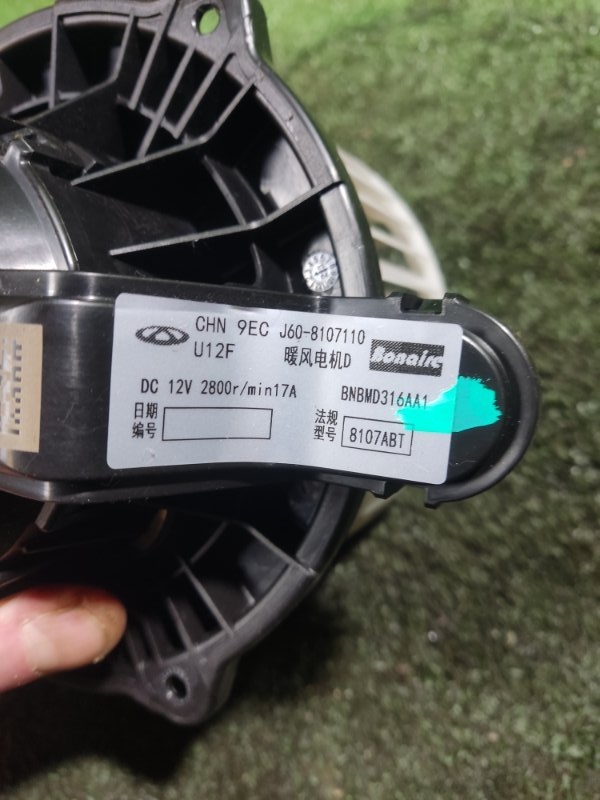 CHN 9EC J60-8107110
U12F 暖风电机D Bonaire
DC 12V 2800r/min17A BNBMD316AA1
日期
编号
法规
型号 8107ABT